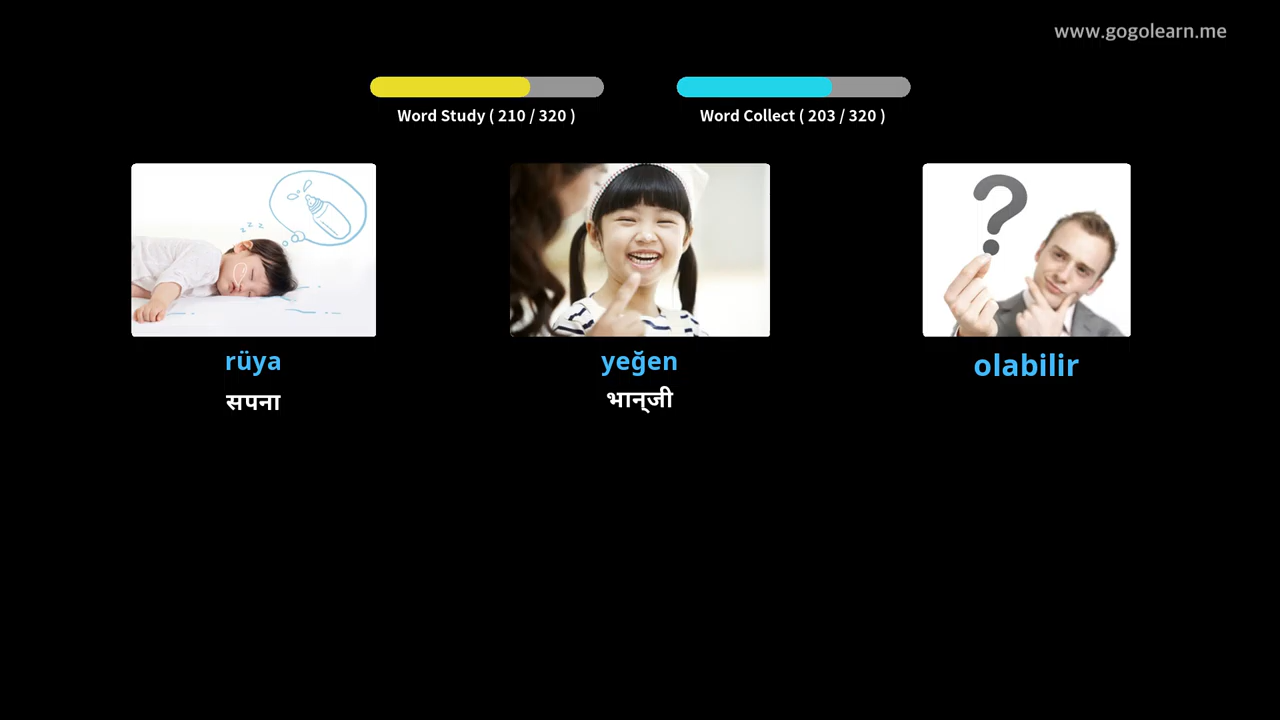 www.gogolearn.me
Word Study ( 210 / 320 )
Word Collect ( 203 / 320 )
z z z
rüya
yeğen
olabilir
सपना
भान्‌जी
?